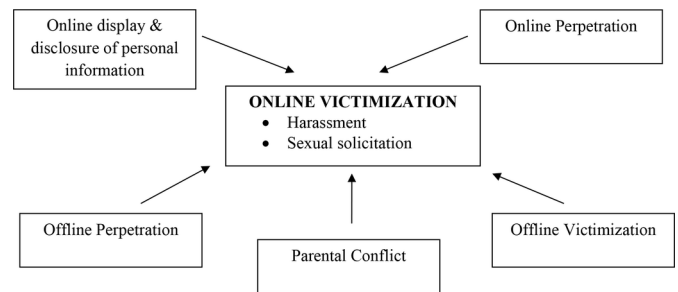 Online display &
disclosure of personal
information
Online Perpetration
ONLINE VICTIMIZATION
• Harassment
• Sexual solicitation
Offline Perpetration
Parental Conflict
Offline Victimization